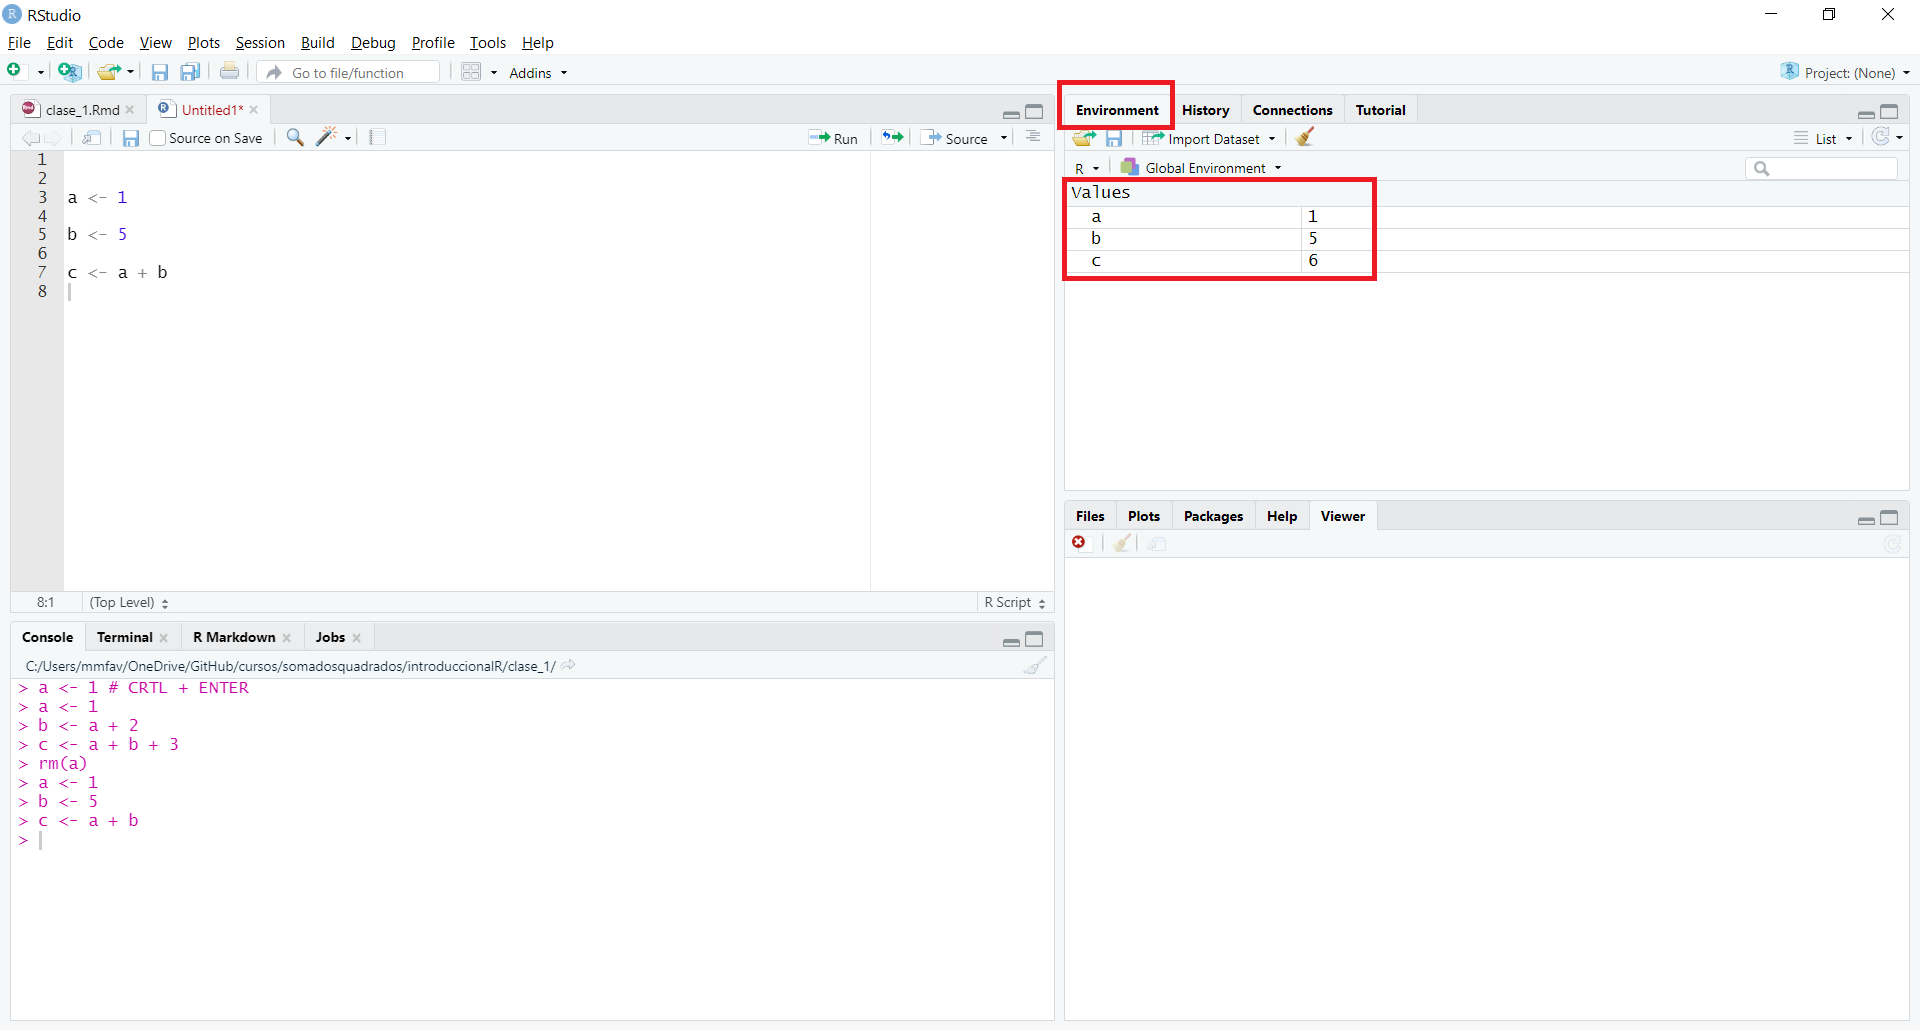 RStudio
File Edit Code View Plots Session Build Debug Profile Tools Help
Go to file/function Addins Project: (None)
clase_1.Rmd Untitled1*
Source on Save Run Source
1
2
3 a <- 1
4
5 b <- 5
6
7 c <- a + b
8
8:1 (Top Level) R Script
Console Terminal R Markdown Jobs
C:/Users/mmfav/OneDrive/GitHub/cursos/somadosquadrados/introduccionalR/clase_1/
> a <- 1 # CRTL + ENTER
> a <- 1
> b <- a + 2
> c <- a + b + 3
> rm(a)
> a <- 1
> b <- 5
> c <- a + b
>
Environment History Connections Tutorial
Import Dataset List
R Global Environment
Values
a 1
b 5
c 6
Files Plots Packages Help Viewer